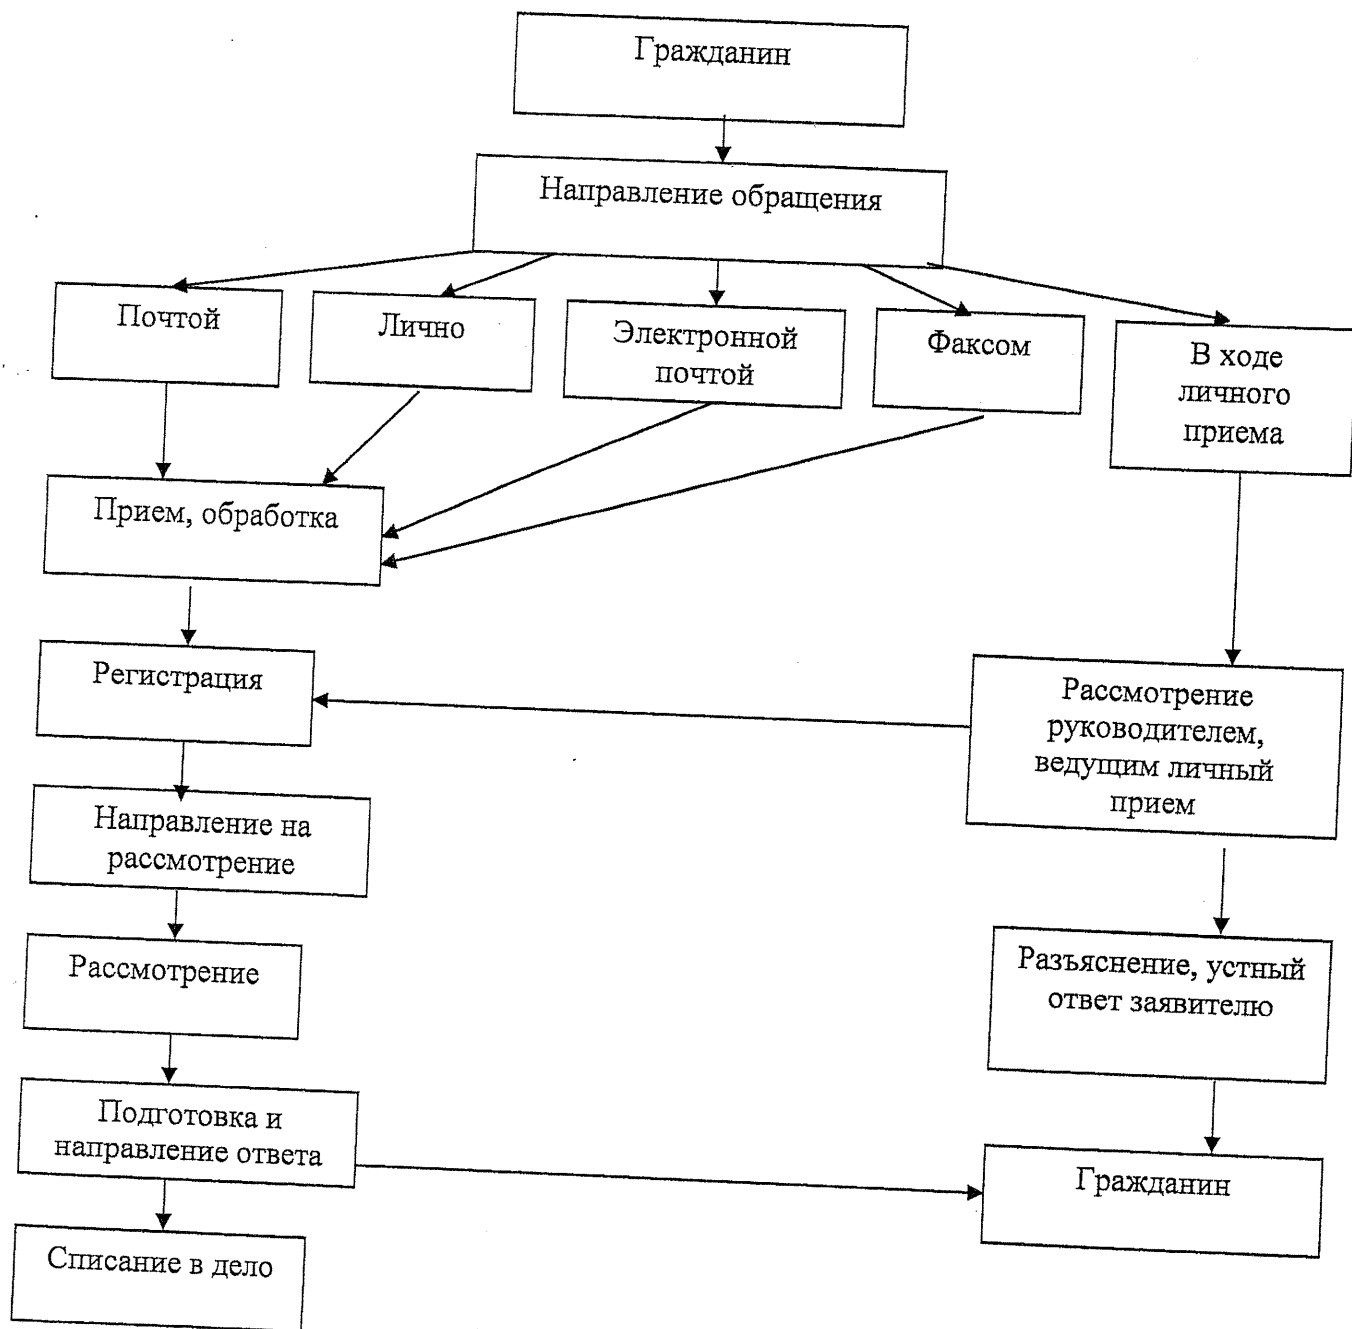 Гражданин
Направление обращения
Почтой
Лично
Электронной
почтой
Факсом
В ходе
личного
приема
Прием, обработка
Регистрация
Рассмотрение
руководителем,
ведущим личный
прием
Направление на
рассмотрение
Рассмотрение
Разъяснение, устный
ответ заявителю
Подготовка и
направление ответа
Гражданин
Списание в дело